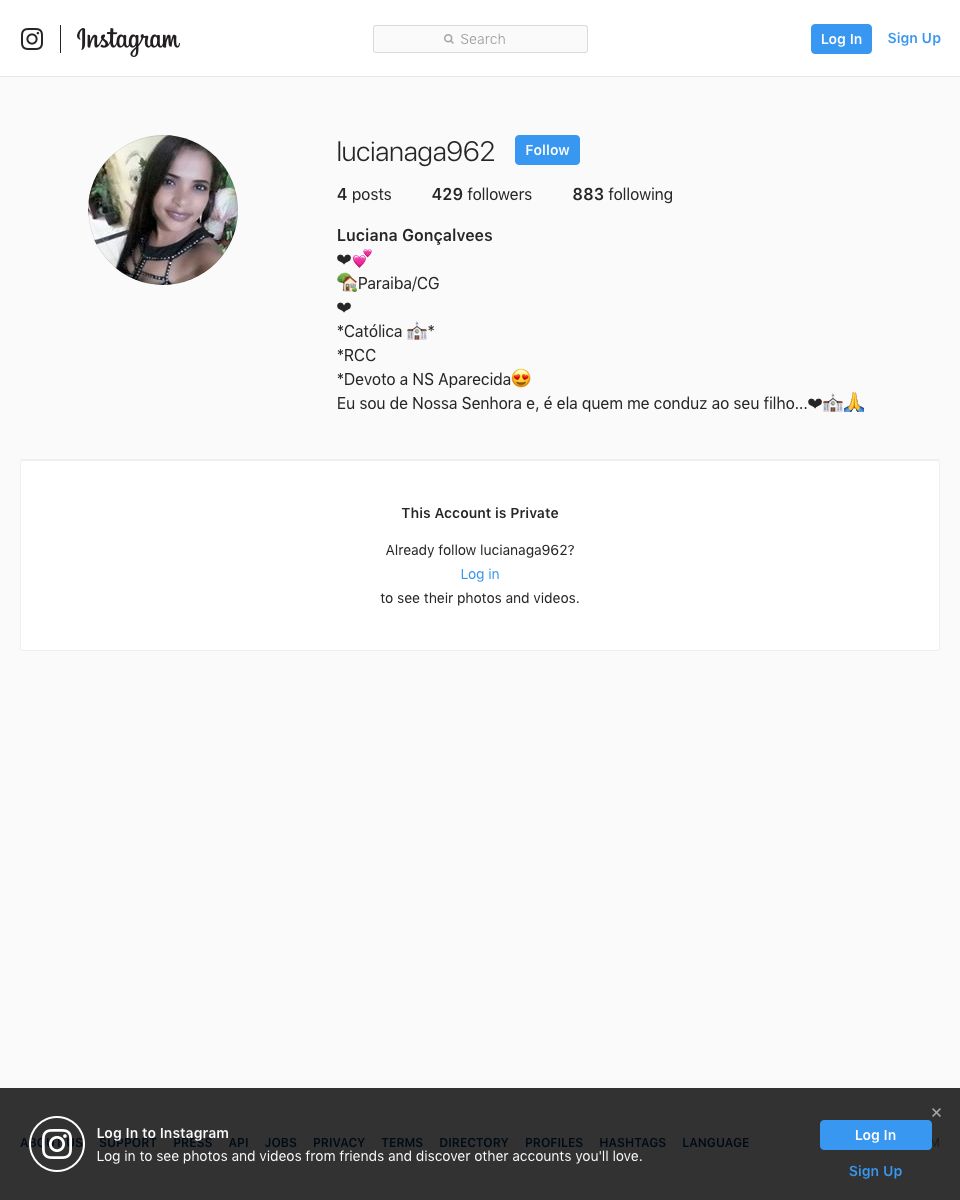 Instagram
Search
Log In
Sign Up
lucianaga962
Follow
4 posts
429 followers
883 following
Luciana Gonçalvees
❤💕
🏡Paraiba/CG
❤
*Católica 💒*
*RCC
*Devoto a NS Aparecida😍
Eu sou de Nossa Senhora e, é ela quem me conduz ao seu filho...❤💒🙏
This Account is Private
Already follow lucianaga962?
Log in
to see their photos and videos.
SUPPORT PRESS API JOBS PRIVACY TERMS DIRECTORY PROFILES HASHTAGS LANGUAGE
Log In to Instagram
Log in to see photos and videos from friends and discover other accounts you'll love.
Log In
Sign Up